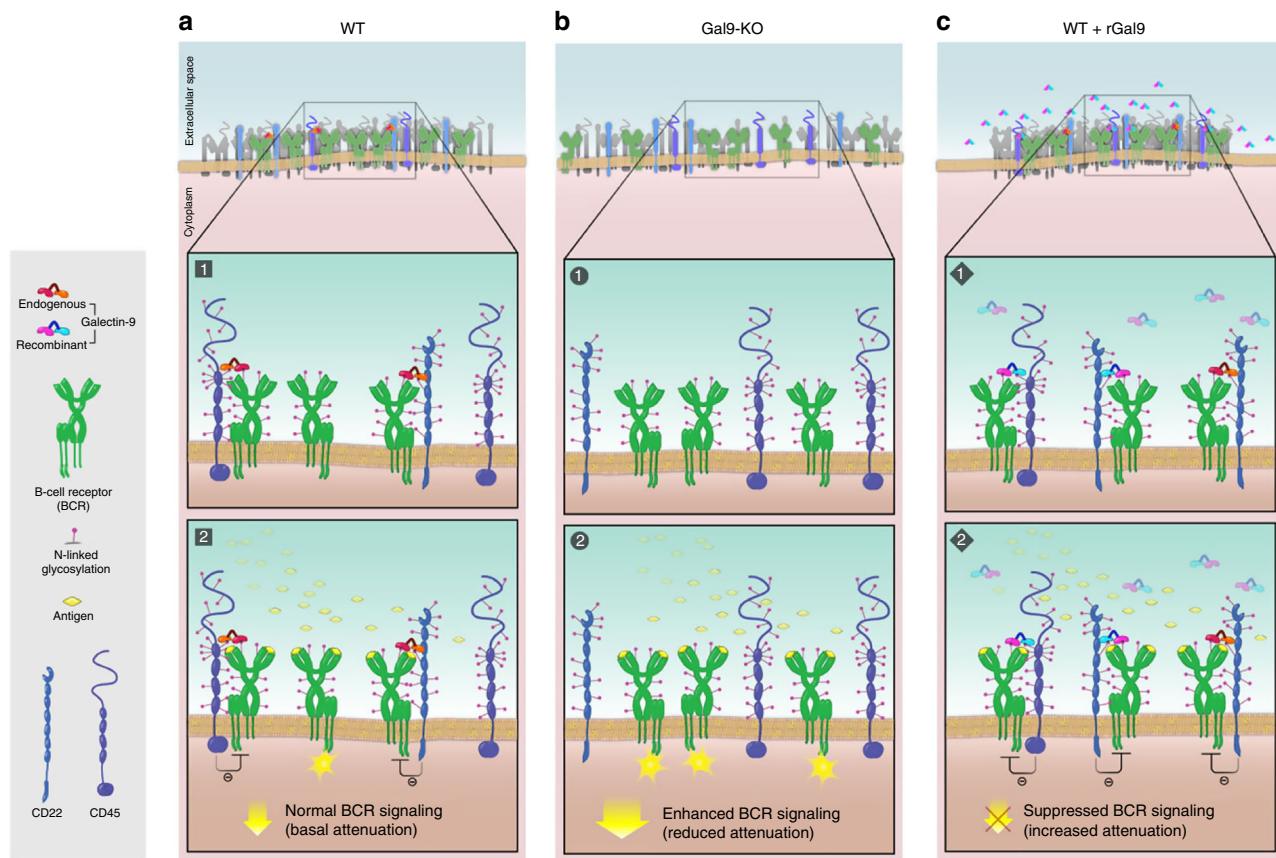 a
WT
b
Gal9-KO
c
WT + rGal9
Extracellular space
Cytoplasm
Endogenous
Galectin-9
Recombinant
B-cell receptor
(BCR)
N-linked
glycosylation
Antigen
CD22
CD45
1
2
Normal BCR signaling
(basal attenuation)
1
2
Enhanced BCR signaling
(reduced attenuation)
1
2
Suppressed BCR signaling
(increased attenuation)